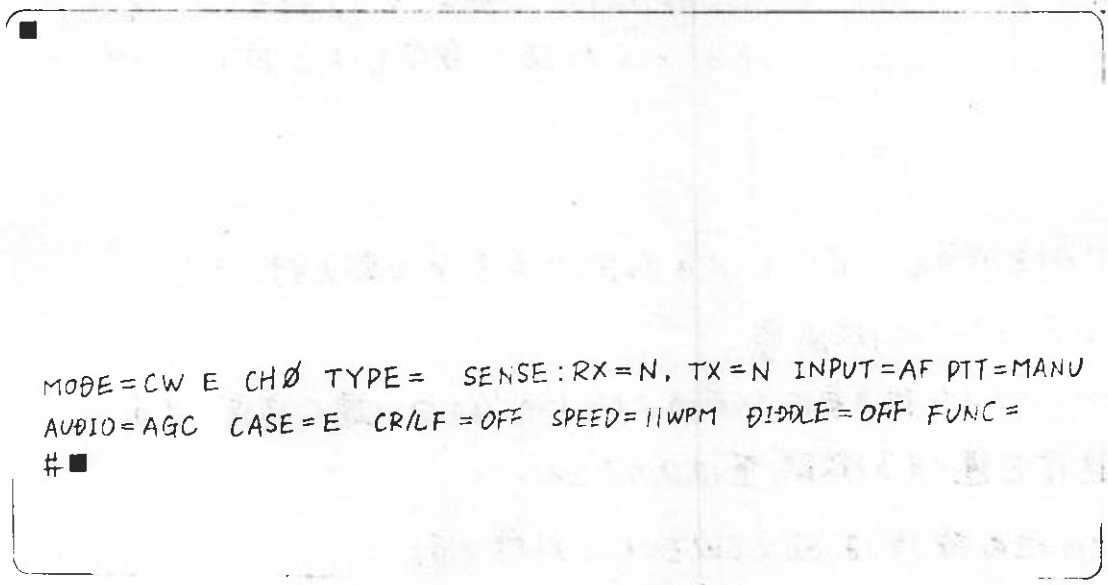 MODE=CW E CHØ TYPE= SENSE:RX=N, TX=N INPUT=AF PTT=MANU
AUDIO=AGC CASE=E CR/LF=OFF SPEED=11WPM DIDDLE=OFF FUNC=
#■